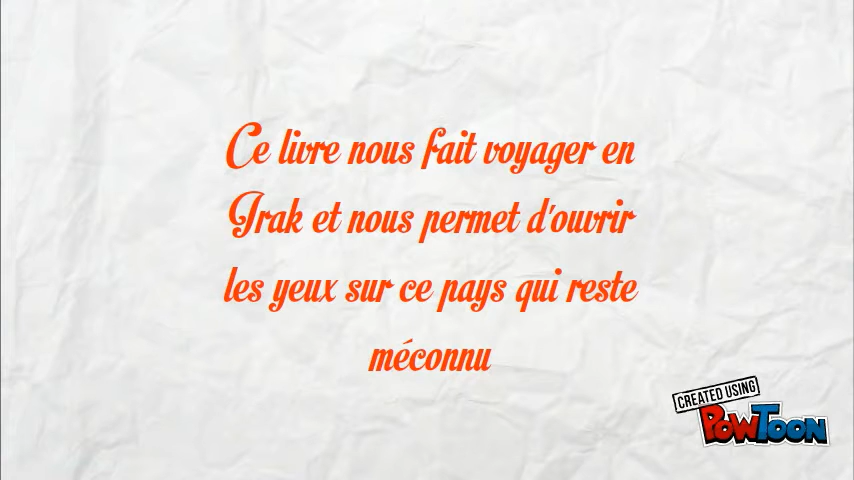 Ce livre nous fait voyager en
Irak et nous permet d'ouvrir
les yeux sur ce pays qui reste
méconnu
CREATED USING
POWTOON